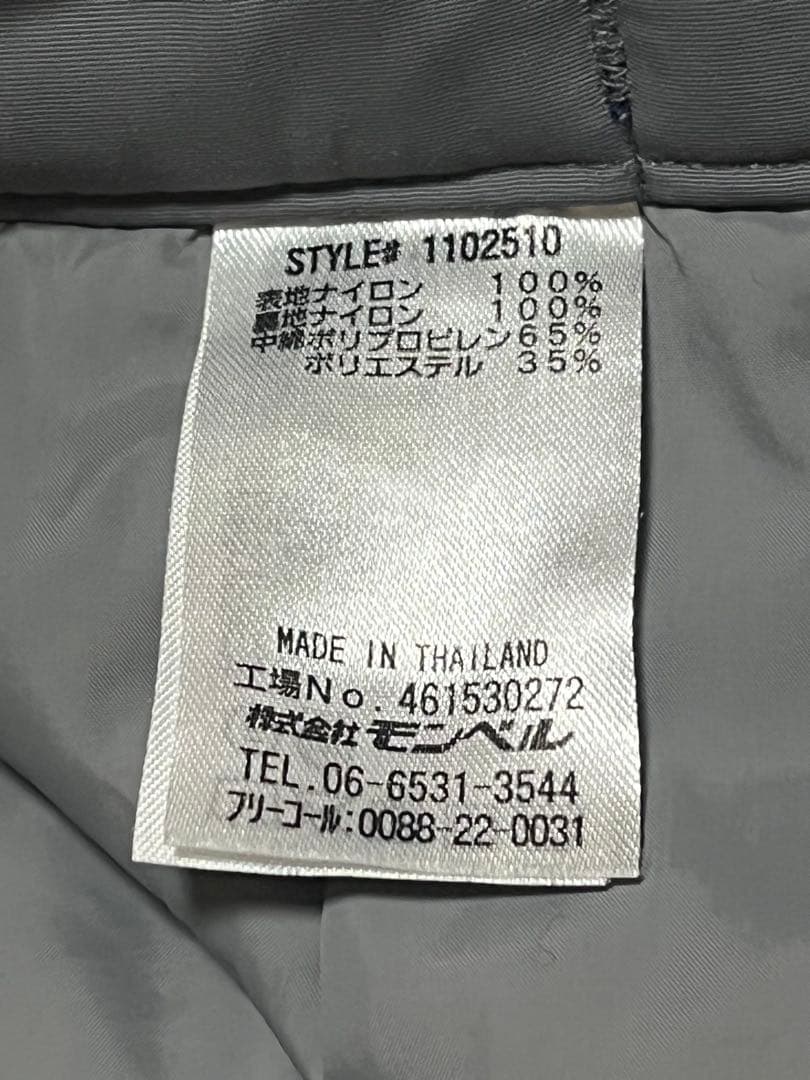 STYLE# 1102510
表地ナイロン 100%
裏地ナイロン 100%
中綿ポリプロピレン65%
ポリエステル 35%
MADE IN THAILAND
工場No. 461530272
株式会社モンベル
TEL.06-6531-3544
フリーコール:0088-22-0031